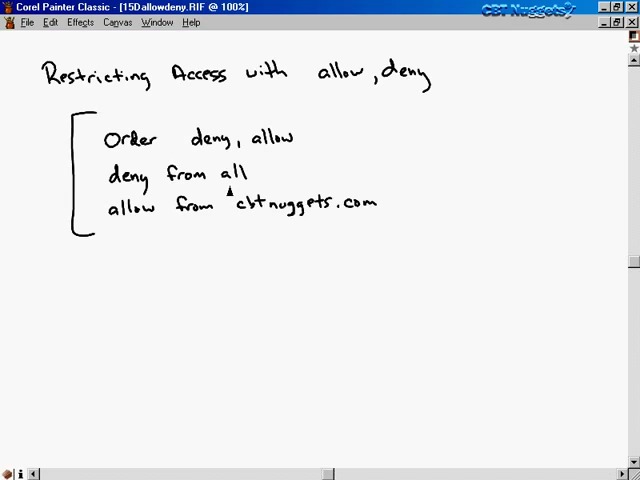 Corel Painter Classic - [15Dallowdeny.RIF @ 100%]
CBT Nuggets
File Edit Effects Canvas Window Help
Restricting Access with allow, deny
Order deny, allow
deny from all
allow from cbtnuggets.com